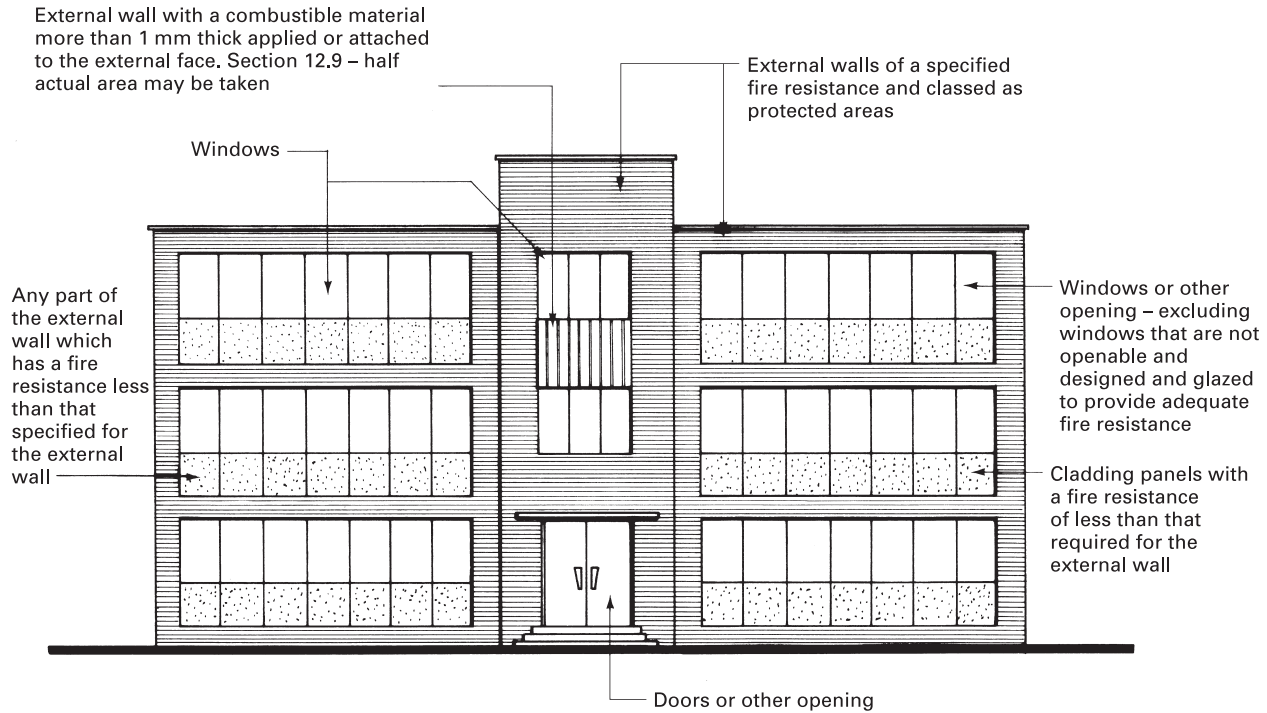 External wall with a combustible material
more than 1 mm thick applied or attached
to the external face. Section 12.9 – half
actual area may be taken
External walls of a specified
fire resistance and classed as
protected areas
Windows
Any part of
the external
wall which
has a fire
resistance less
than that
specified for
the external
wall
Windows or other
opening – excluding
windows that are not
openable and
designed and glazed
to provide adequate
fire resistance
Cladding panels with
a fire resistance
of less than that
required for the
external wall
Doors or other opening